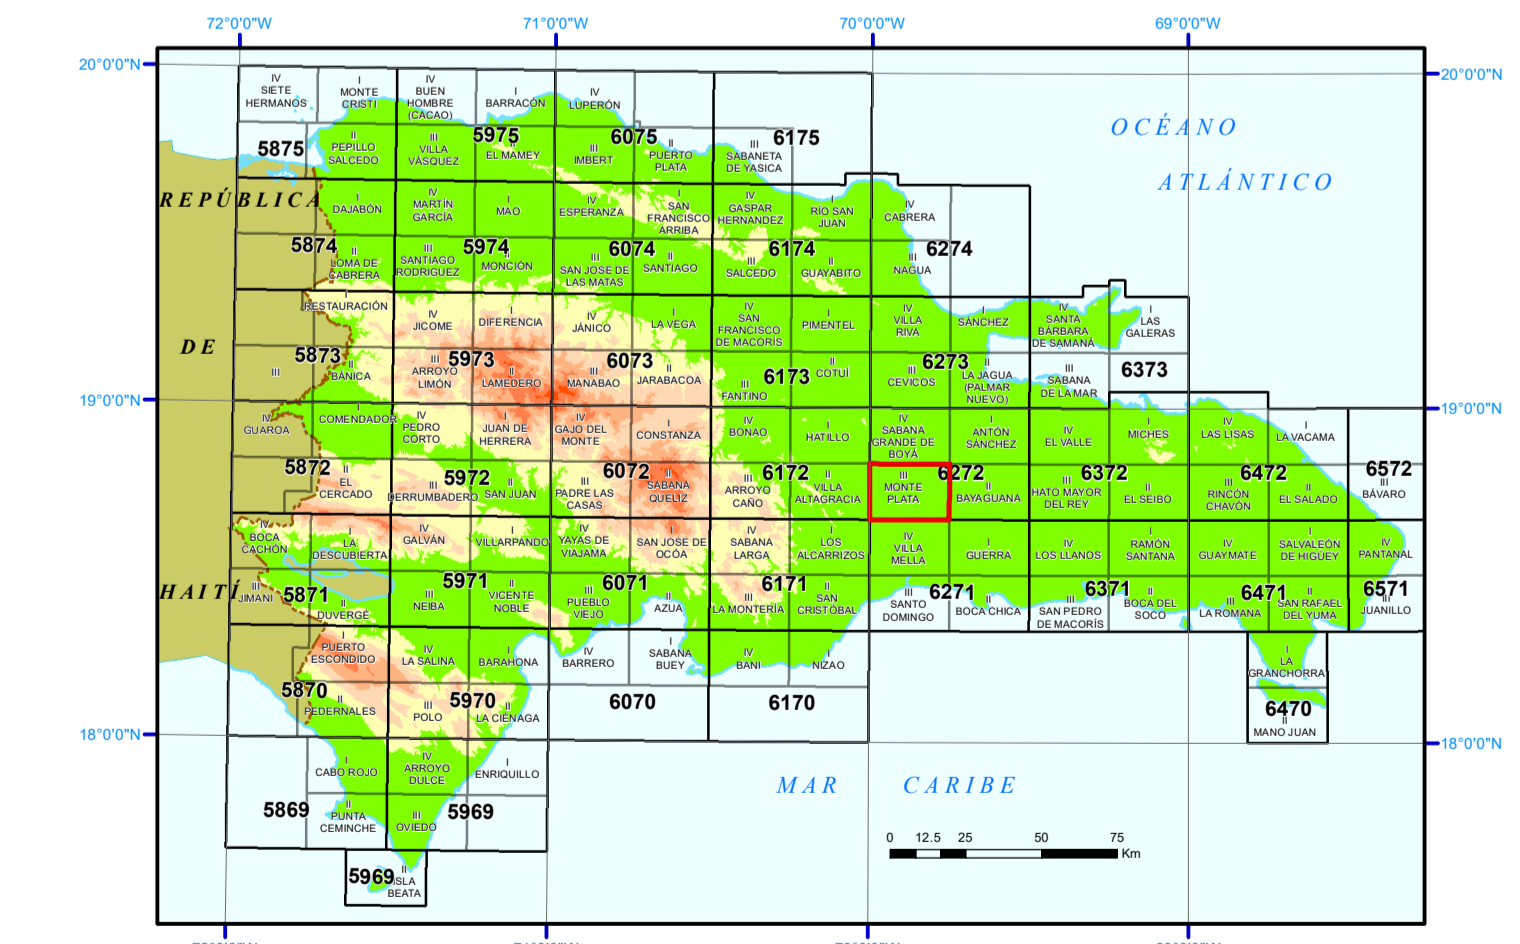 72°0'0"W
71°0'0"W
70°0'0"W
69°0'0"W
20°0'0"N
20°0'0"N
IV
SIETE
HERMANOS
I
MONTE
CRISTI
IV
BUEN
HOMBRE
(CACAO)
I
BARRACÓN
IV
LUPERÓN
OCÉANO
ATLÁNTICO
5875
II
PEPILLO
SALCEDO
III
VILLA
VÁSQUEZ
5975
II
EL MAMEY
III
IMBERT
6075
II
PUERTO
PLATA
III
SABANETA
DE YASICA
6175
REPÚBLICA
I
DAJABÓN
IV
MARTÍN
GARCÍA
I
MAO
IV
ESPERANZA
I
SAN
FRANCISCO
ARRIBA
IV
GASPAR
HERNANDEZ
I
RÍO SAN
JUAN
IV
CABRERA
5874
II
LOMA DE
CABRERA
III
SANTIAGO
RODRIGUEZ
5974
II
MONCIÓN
III
SAN JOSE DE
LAS MATAS
6074
II
SANTIAGO
III
SALCEDO
6174
II
GUAYABITO
III
NAGUA
6274
I
RESTAURACIÓN
IV
JICOME
I
DIFERENCIA
IV
JÁNICO
I
LA VEGA
IV
SAN
FRANCISCO
DE MACORÍS
I
PIMENTEL
IV
VILLA
RIVA
I
SÁNCHEZ
IV
SANTA
BÁRBARA
DE SAMANÁ
I
LAS
GALERAS
DE
III
5873
II
BÁNICA
III
ARROYO
LIMÓN
5973
II
LAMEDERO
III
MANABAO
6073
II
JARABACOA
III
FANTINO
6173
II
COTUÍ
III
CEVICOS
6273
II
LA JAGUA
(PALMAR
NUEVO)
III
SABANA
DE LA MAR
6373
19°0'0"N
19°0'0"N
IV
GUAROA
I
COMENDADOR
IV
PEDRO
CORTO
I
JUAN DE
HERRERA
IV
GAJO DEL
MONTE
I
CONSTANZA
IV
BONAO
I
HATILLO
IV
SABANA
GRANDE DE
BOYÁ
I
ANTÓN
SÁNCHEZ
IV
EL VALLE
I
MICHES
IV
LAS LISAS
I
LA VACAMA
5872
II
EL
CERCADO
III
DERRUMBADERO
5972
II
SAN JUAN
III
PADRE LAS
CASAS
6072
II
SABANA
QUELIZ
III
ARROYO
CAÑO
6172
II
VILLA
ALTAGRACIA
III
MONTE
PLATA
6272
II
BAYAGUANA
III
HATO MAYOR
DEL REY
6372
II
EL SEIBO
III
RINCÓN
CHAVÓN
6472
II
EL SALADO
6572
III
BÁVARO
IV
BOCA
CACHÓN
I
LA
DESCUBIERTA
IV
GALVÁN
I
VILLARPANDO
IV
YAYAS DE
VIAJAMA
I
SAN JOSE DE
OCÓA
IV
SABANA
LARGA
I
LOS
ALCARRIZOS
IV
VILLA
MELLA
I
GUERRA
IV
LOS LLANOS
I
RAMÓN
SANTANA
IV
GUAYMATE
I
SALVALEÓN
DE HIGÜEY
IV
PANTANAL
HAITÍ
III
JIMANI
5871
II
DUVERGÉ
III
NEIBA
5971
II
VICENTE
NOBLE
III
PUEBLO
VIEJO
6071
II
AZUA
III
LA MONTERÍA
6171
II
SAN
CRISTÓBAL
III
SANTO
DOMINGO
6271
II
BOCA CHICA
III
SAN PEDRO
DE MACORÍS
6371
II
BOCA DEL
SOCO
III
LA ROMANA
6471
II
SAN RAFAEL
DEL YUMA
6571
III
JUANILLO
I
PUERTO
ESCONDIDO
IV
LA SALINA
I
BARAHONA
IV
BARRERO
I
SABANA
BUEY
IV
BANI
I
NIZAO
I
LA
GRANCHORRA
5870
II
PEDERNALES
III
POLO
5970
II
LA CIÉNAGA
6070
6170
6470
II
MANO JUAN
18°0'0"N
18°0'0"N
I
CABO ROJO
IV
ARROYO
DULCE
I
ENRIQUILLO
MAR CARIBE
5869
II
PUNTA
CEMINCHE
III
OVIEDO
5969
0 12.5 25 50 75
Km
5969
II
ISLA
BEATA